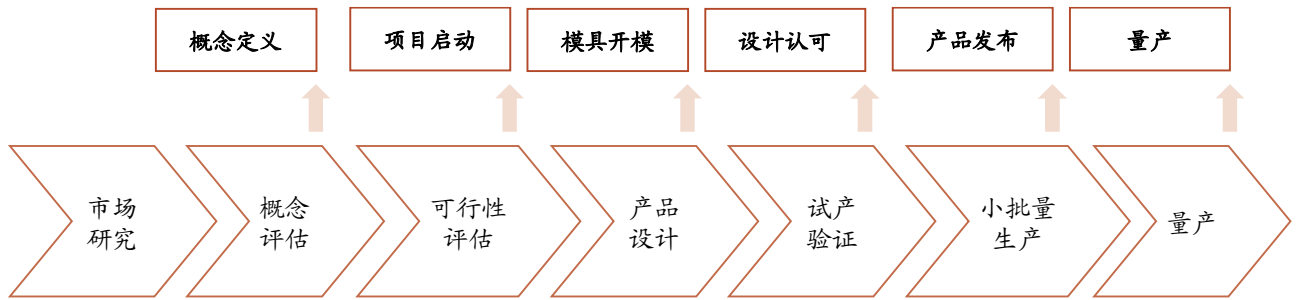 概念定义
项目启动
模具开模
设计认可
产品发布
量产
市场
研究
概念
评估
可行性
评估
产品
设计
试产
验证
小批量
生产
量产